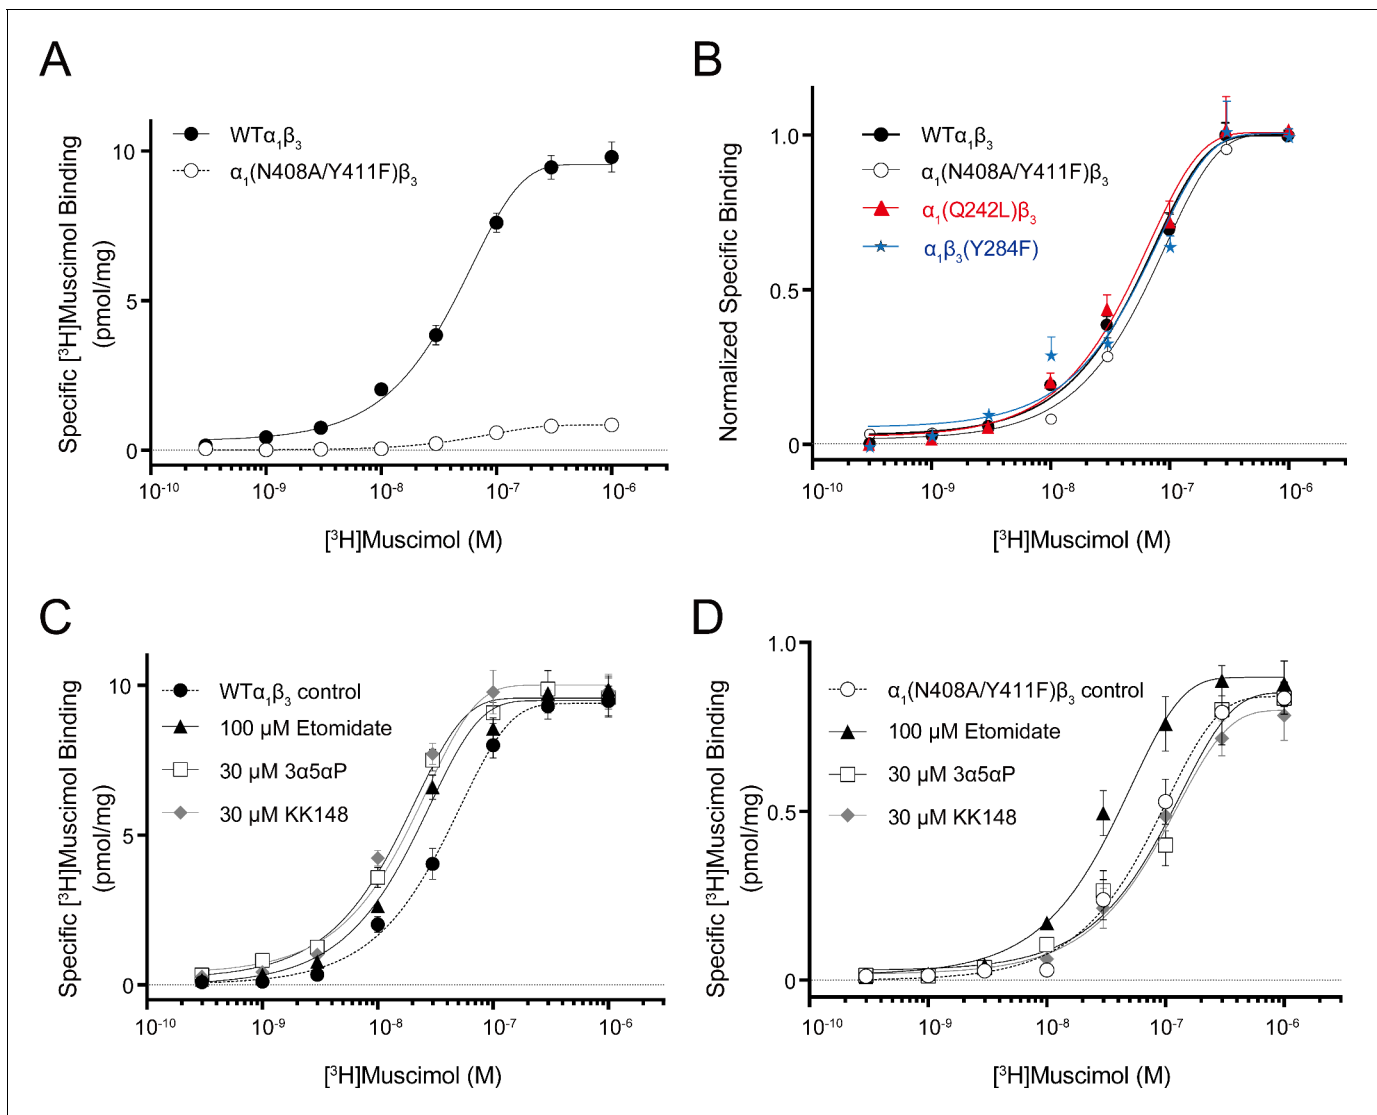 A
Specific [³H]Muscimol Binding
(pmol/mg)
10
5
0
WTα₁β₃
α₁(N408A/Y411F)β₃
10⁻¹⁰ 10⁻⁹ 10⁻⁸ 10⁻⁷ 10⁻⁶
[³H]Muscimol (M)
B
Normalized Specific Binding
1.0
0.5
0
WTα₁β₃
α₁(N408A/Y411F)β₃
α₁(Q242L)β₃
α₁β₃(Y284F)
10⁻¹⁰ 10⁻⁹ 10⁻⁸ 10⁻⁷ 10⁻⁶
[³H]Muscimol (M)
C
Specific [³H]Muscimol Binding
(pmol/mg)
10
5
0
WTα₁β₃ control
100 μM Etomidate
30 μM 3α5αP
30 μM KK148
10⁻¹⁰ 10⁻⁹ 10⁻⁸ 10⁻⁷ 10⁻⁶
[³H]Muscimol (M)
D
Specific [³H]Muscimol Binding
(pmol/mg)
1.0
0.5
0
α₁(N408A/Y411F)β₃ control
100 μM Etomidate
30 μM 3α5αP
30 μM KK148
10⁻¹⁰ 10⁻⁹ 10⁻⁸ 10⁻⁷ 10⁻⁶
[³H]Muscimol (M)